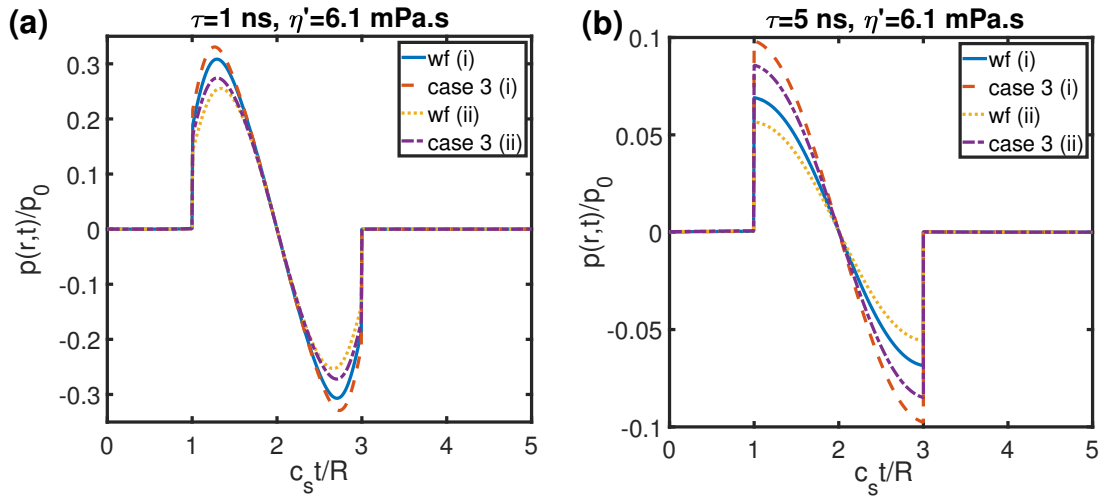 (a)
τ=1 ns, η'=6.1 mPa.s
0.3
0.2
0.1
0
-0.1
-0.2
-0.3
p(r,t)/p0
wf (i)
case 3 (i)
wf (ii)
case 3 (ii)
0 1 2 3 4 5
cst/R
(b)
τ=5 ns, η'=6.1 mPa.s
0.1
0.05
0
-0.05
-0.1
p(r,t)/p0
wf (i)
case 3 (i)
wf (ii)
case 3 (ii)
0 1 2 3 4 5
cst/R